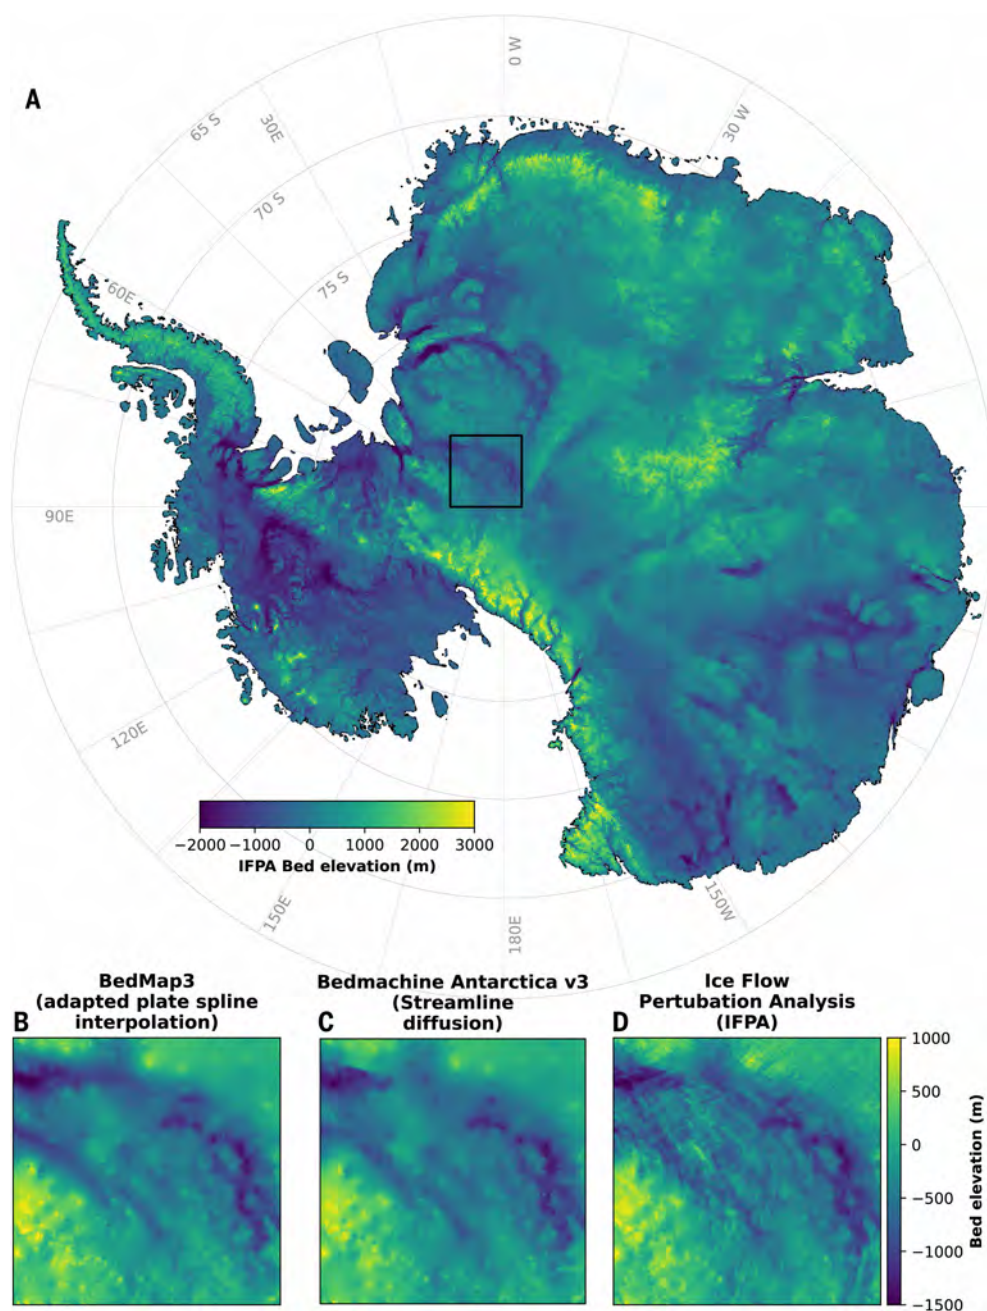 A
0 W
65 S
30E
30 W
70 S
75 S
60E
90E
120E
−2000 −1000 0 1000 2000 3000
IFPA Bed elevation (m)
150E
180E
150W
BedMap3
(adapted plate spline
interpolation)
B
Bedmachine Antarctica v3
(Streamline
diffusion)
C
Ice Flow
Pertubation Analysis
(IFPA)
D
1000
500
0
−500
−1000
−1500
Bed elevation (m)